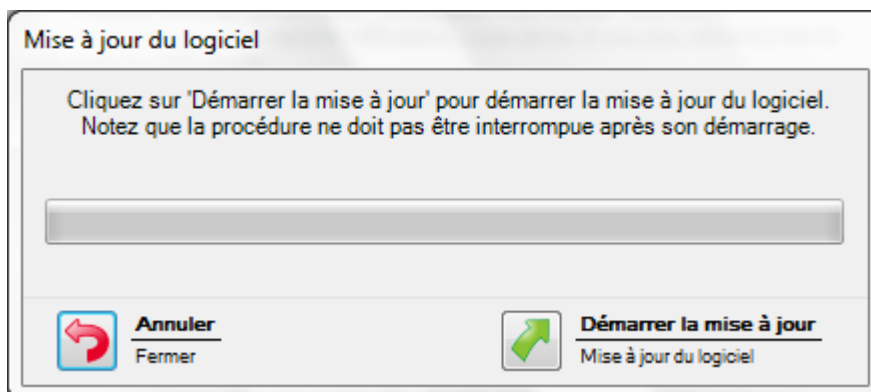 Mise à jour du logiciel
Cliquez sur 'Démarrer la mise à jour' pour démarrer la mise à jour du logiciel.
Notez que la procédure ne doit pas être interrompue après son démarrage.
Annuler
Fermer
Démarrer la mise à jour
Mise à jour du logiciel